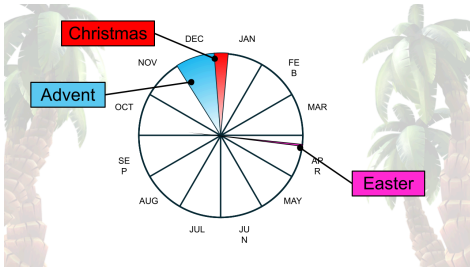 Christmas
DEC
JAN
NOV
FE
B
Advent
OCT
MAR
SE
P
AP
R
Easter
AUG
MAY
JUL
JU
N